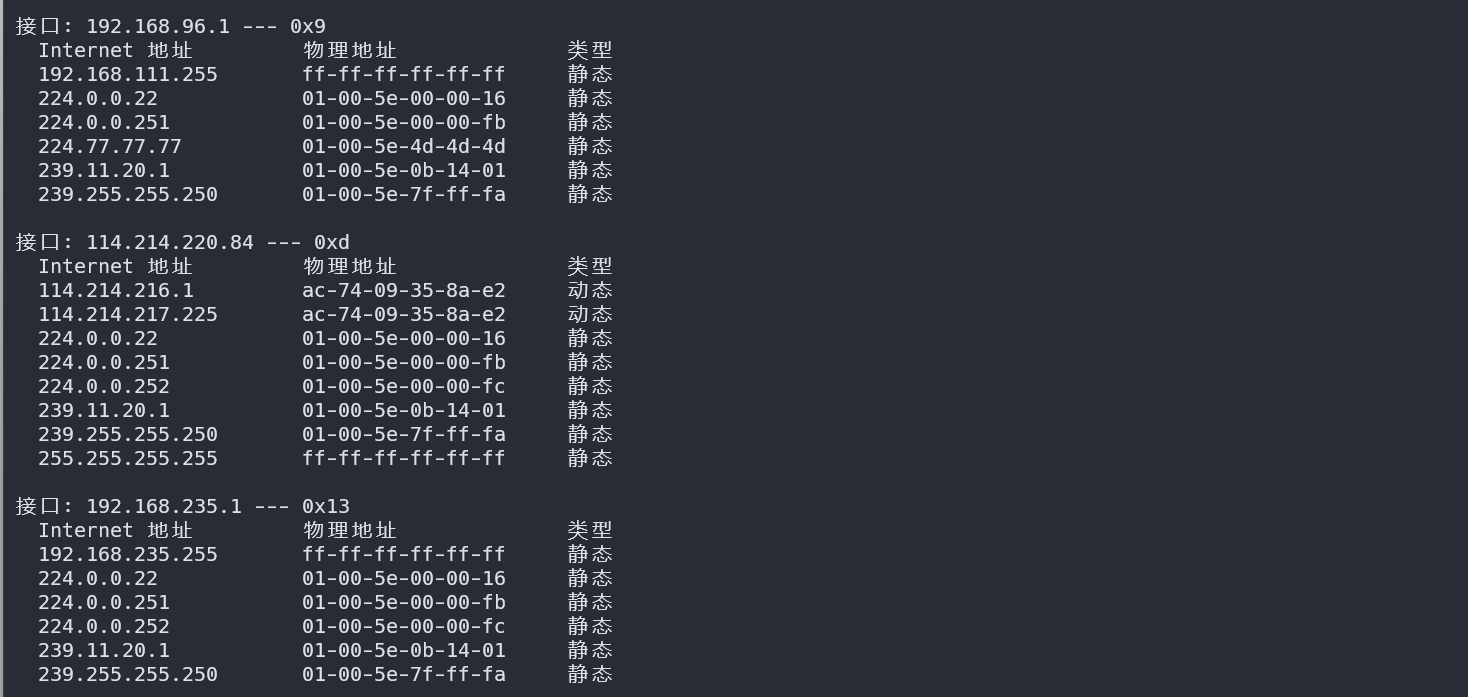 接口: 192.168.96.1 --- 0x9
Internet 地址 物理地址 类型
192.168.111.255 ff-ff-ff-ff-ff-ff 静态
224.0.0.22 01-00-5e-00-00-16 静态
224.0.0.251 01-00-5e-00-00-fb 静态
224.77.77.77 01-00-5e-4d-4d-4d 静态
239.11.20.1 01-00-5e-0b-14-01 静态
239.255.255.250 01-00-5e-7f-ff-fa 静态
接口: 114.214.220.84 --- 0xd
Internet 地址 物理地址 类型
114.214.216.1 ac-74-09-35-8a-e2 动态
114.214.217.225 ac-74-09-35-8a-e2 动态
224.0.0.22 01-00-5e-00-00-16 静态
224.0.0.251 01-00-5e-00-00-fb 静态
224.0.0.252 01-00-5e-00-00-fc 静态
239.11.20.1 01-00-5e-0b-14-01 静态
239.255.255.250 01-00-5e-7f-ff-fa 静态
255.255.255.255 ff-ff-ff-ff-ff-ff 静态
接口: 192.168.235.1 --- 0x13
Internet 地址 物理地址 类型
192.168.235.255 ff-ff-ff-ff-ff-ff 静态
224.0.0.22 01-00-5e-00-00-16 静态
224.0.0.251 01-00-5e-00-00-fb 静态
224.0.0.252 01-00-5e-00-00-fc 静态
239.11.20.1 01-00-5e-0b-14-01 静态
239.255.255.250 01-00-5e-7f-ff-fa 静态